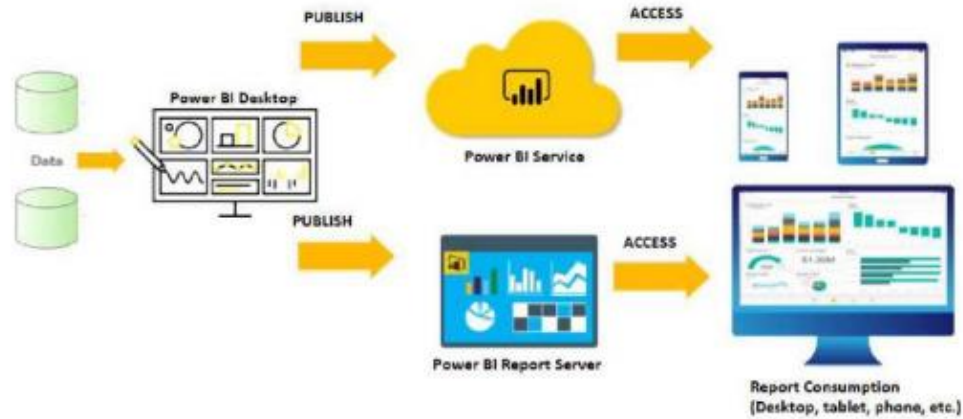 PUBLISH
ACCESS
Power BI Desktop
Data
Power BI Service
PUBLISH
ACCESS
Power BI Report Server
Report Consumption
(Desktop, tablet, phone, etc.)